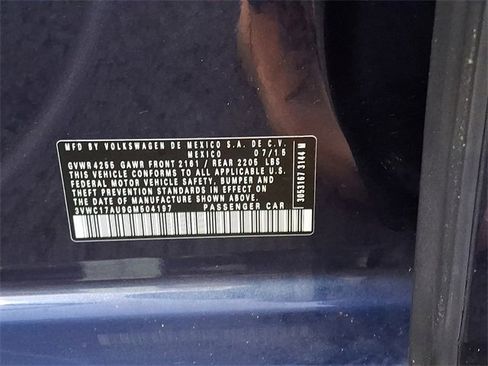 MFD BY VOLKSWAGEN DE MEXICO S.A. DE C.V.
MEXICO 07/15
GVWR 4255 GAWR FRONT 2161 / REAR 2205 LBS
THIS VEHICLE CONFORMS TO ALL APPLICABLE U.S.
FEDERAL MOTOR VEHICLE SAFETY, BUMPER AND
THEFT PREVENTION STANDARDS IN EFFECT ON
THE DATE OF MANUFACTURE SHOWN ABOVE.
3VWC17AU9GM504197 PASSENGER CAR
3053167 3144 M